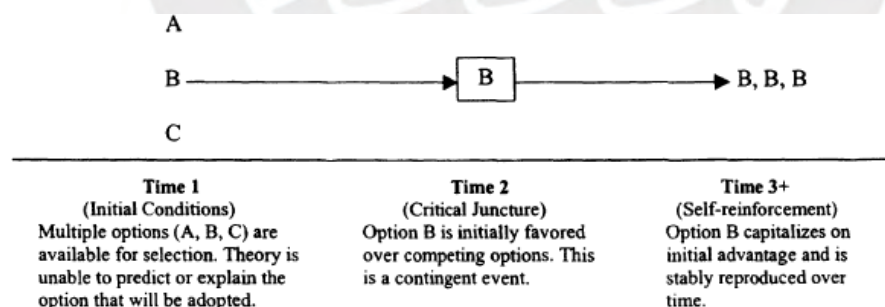 A
B B B, B, B
C
Time 1 Time 2 Time 3+
(Initial Conditions) (Critical Juncture) (Self-reinforcement)
Multiple options (A, B, C) are Option B is initially favored Option B capitalizes on
available for selection. Theory is over competing options. This initial advantage and is
unable to predict or explain the is a contingent event. stably reproduced over
option that will be adopted. time.